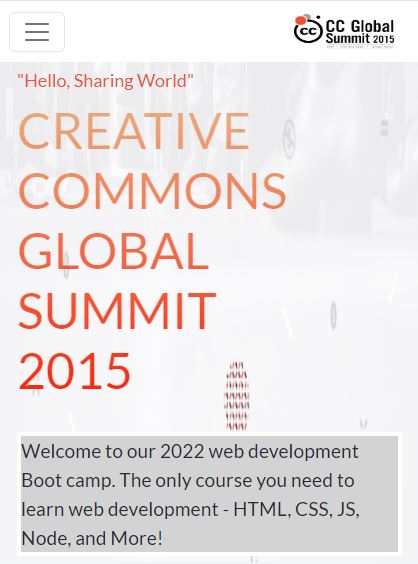 CC Global
Summit 2015
"Hello, Sharing World"
CREATIVE
COMMONS
GLOBAL
SUMMIT
2015
Welcome to our 2022 web development
Boot camp. The only course you need to
learn web development - HTML, CSS, JS,
Node, and More!